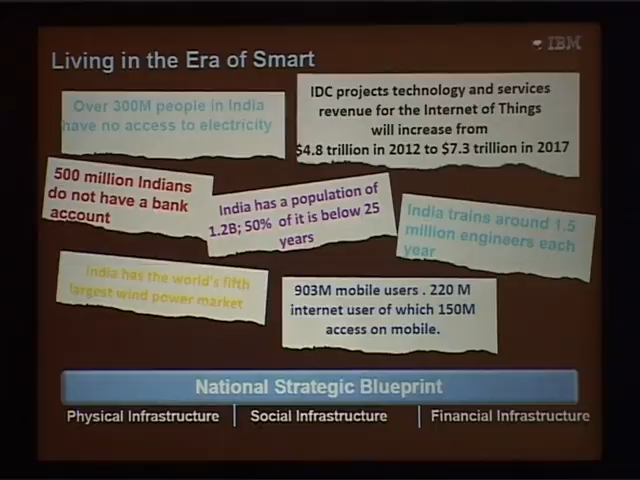 IBM
Living in the Era of Smart
Over 300M people in India
have no access to electricity
IDC projects technology and services
revenue for the Internet of Things
will increase from
$4.8 trillion in 2012 to $7.3 trillion in 2017
500 million Indians
do not have a bank
account
India has a population of
1.2B; 50% of it is below 25
years
India trains around 1.5
million engineers each
year
India has the world's fifth
largest wind power market
903M mobile users . 220 M
internet user of which 150M
access on mobile.
National Strategic Blueprint
Physical Infrastructure
Social Infrastructure
Financial Infrastructure